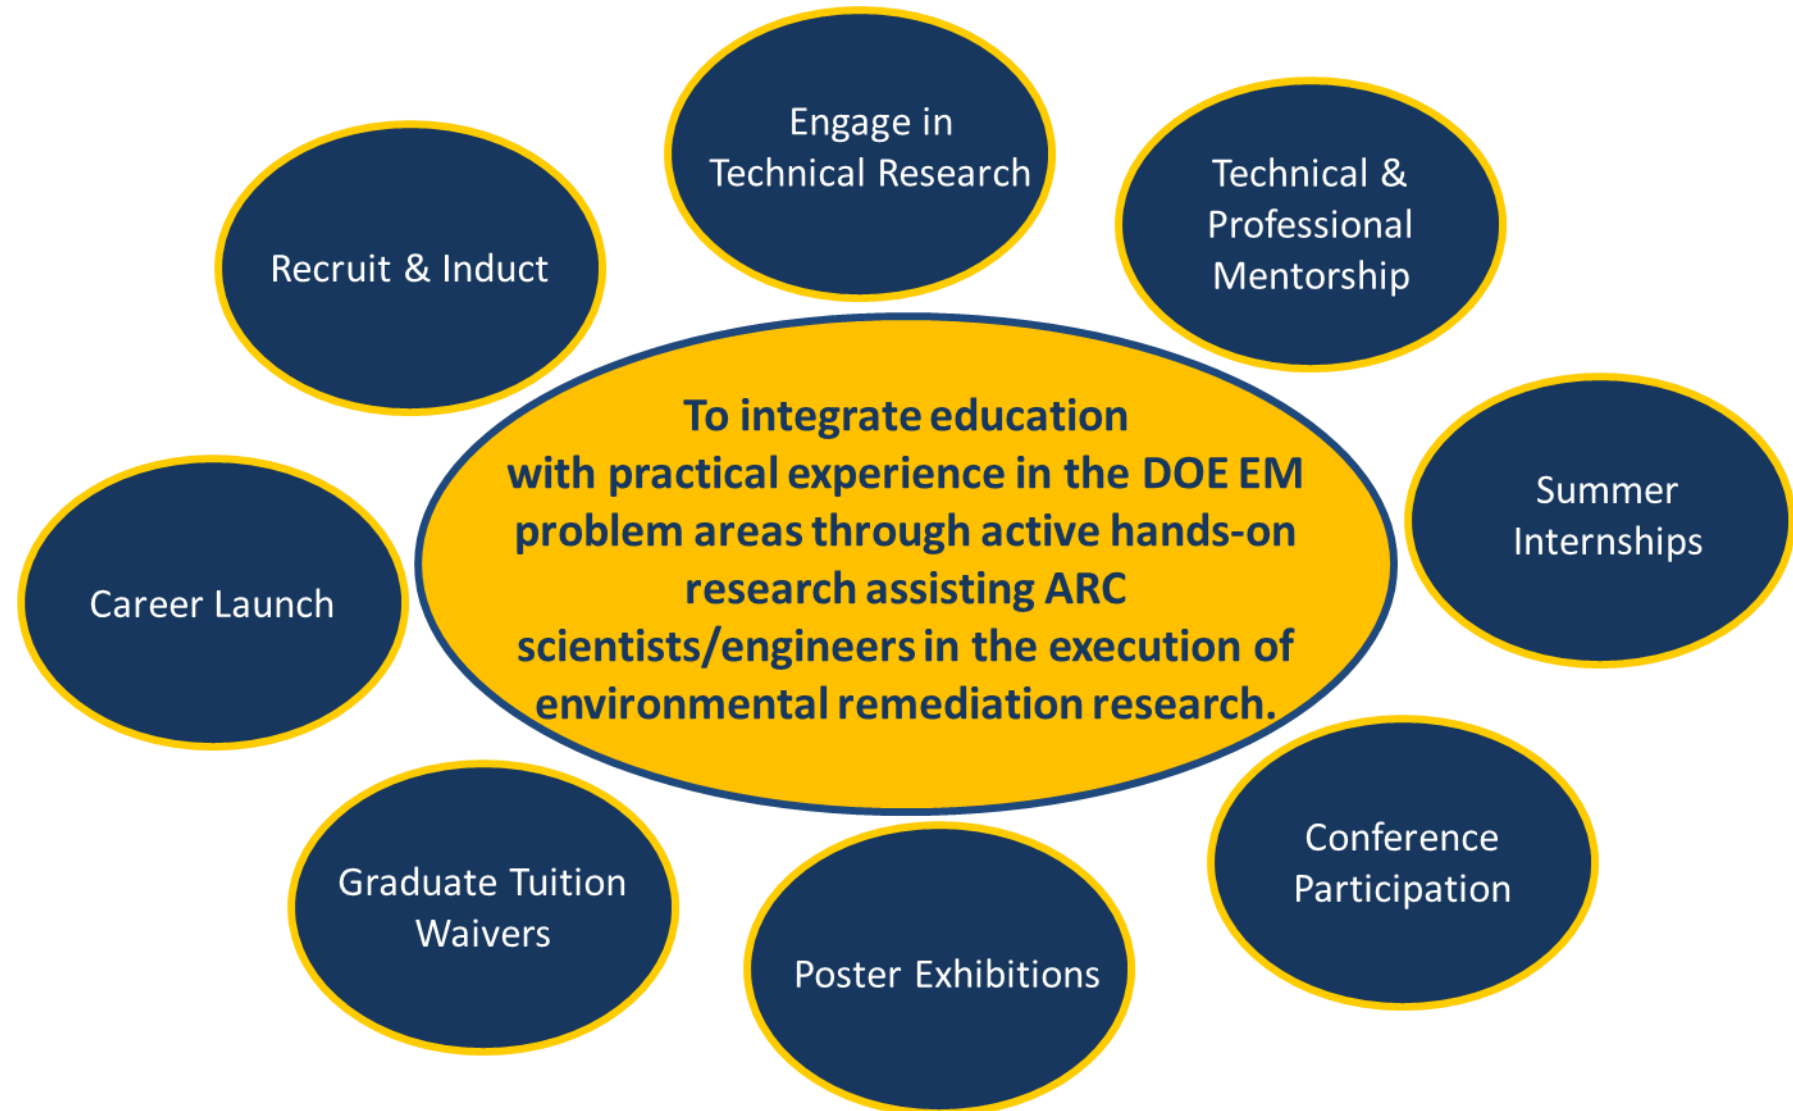 Engage in
Technical Research
Technical &
Professional
Mentorship
Recruit & Induct
To integrate education
with practical experience in the DOE EM
problem areas through active hands-on
research assisting ARC
scientists/engineers in the execution of
environmental remediation research.
Summer
Internships
Career Launch
Conference
Participation
Graduate Tuition
Waivers
Poster Exhibitions